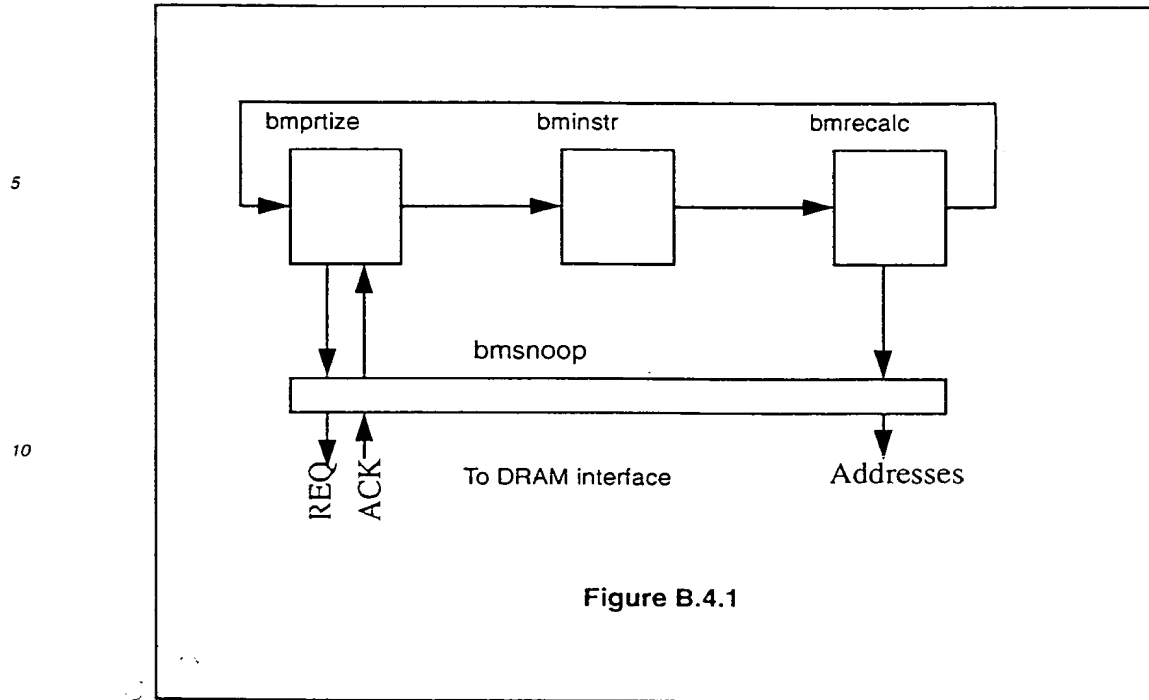 bmprtize
bminstr
bmrecalc
5
bmsnoop
10
REQ
ACK
To DRAM interface
Addresses
Figure B.4.1